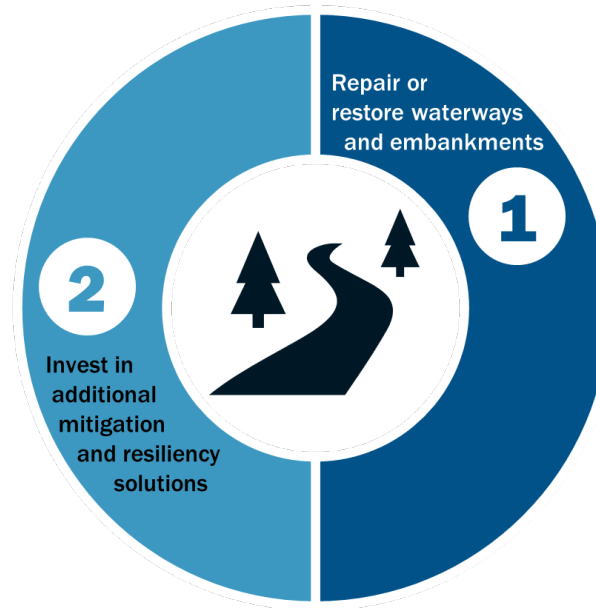 Repair or
restore waterways
and embankments
1
2
Invest in
additional
mitigation
and resiliency
solutions